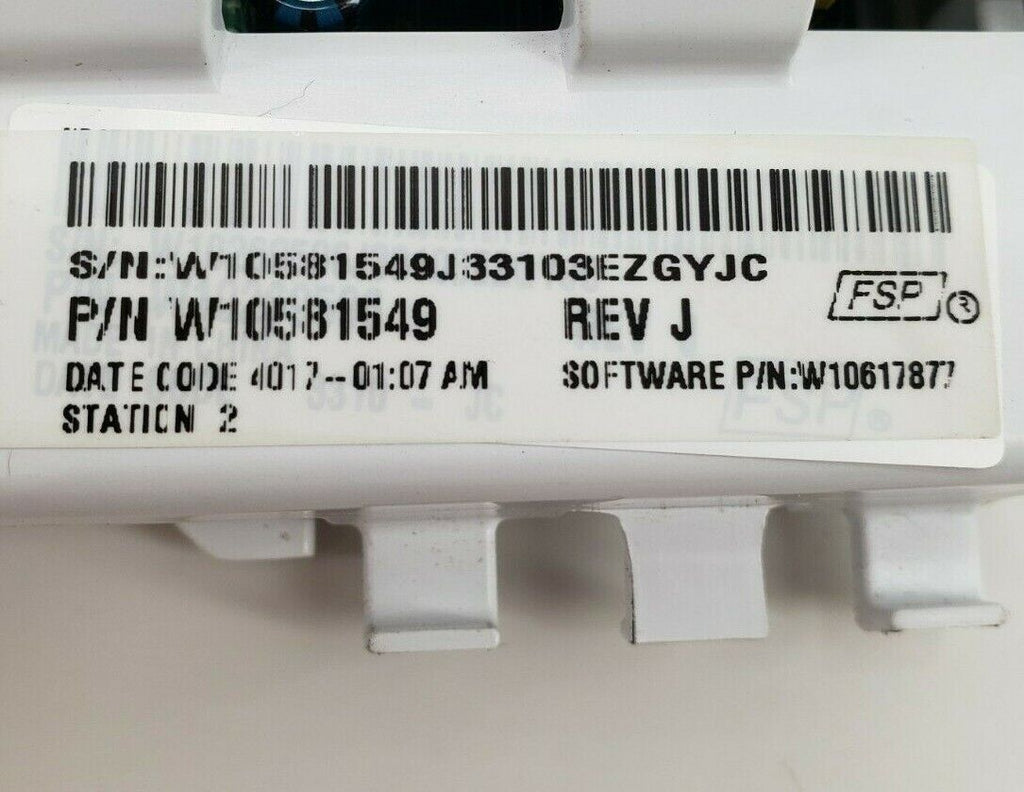 S/N:W10581549J33103EZGYJC
P/N W10581549 REV J FSP ®
DATE CODE 4017--01:07 AM SOFTWARE P/N:W10617877
STATION 2